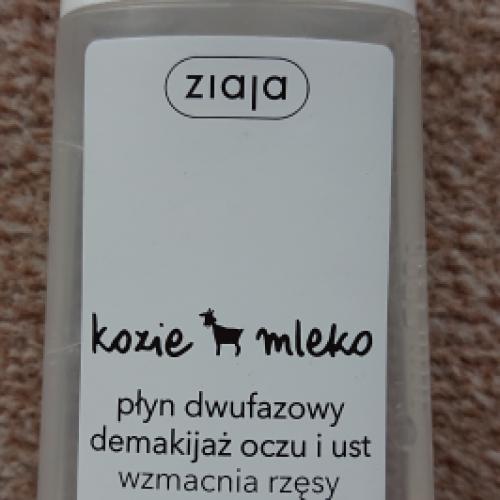 ziaja
kozie mleko
płyn dwufazowy
demakijaż oczu i ust
wzmacnia rzęsy